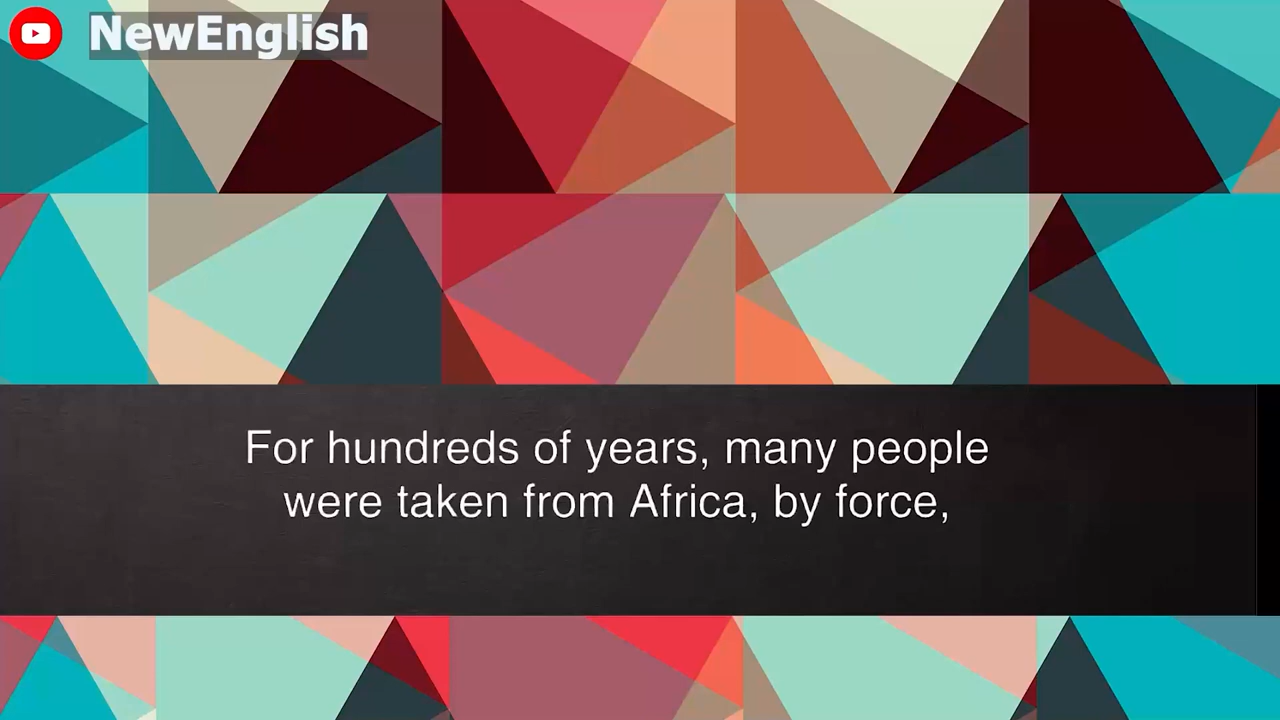 NewEnglish
For hundreds of years, many people
were taken from Africa, by force,